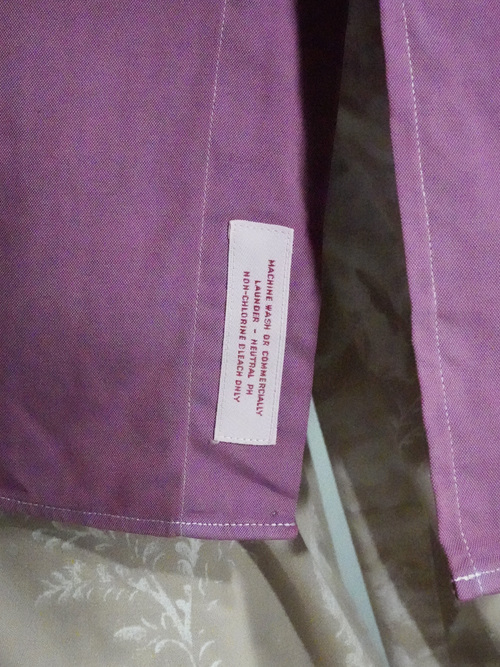 MACHINE WASH OR COMMERCIALLY
LAUNDER - NEUTRAL PH
NON-CHLORINE BLEACH ONLY